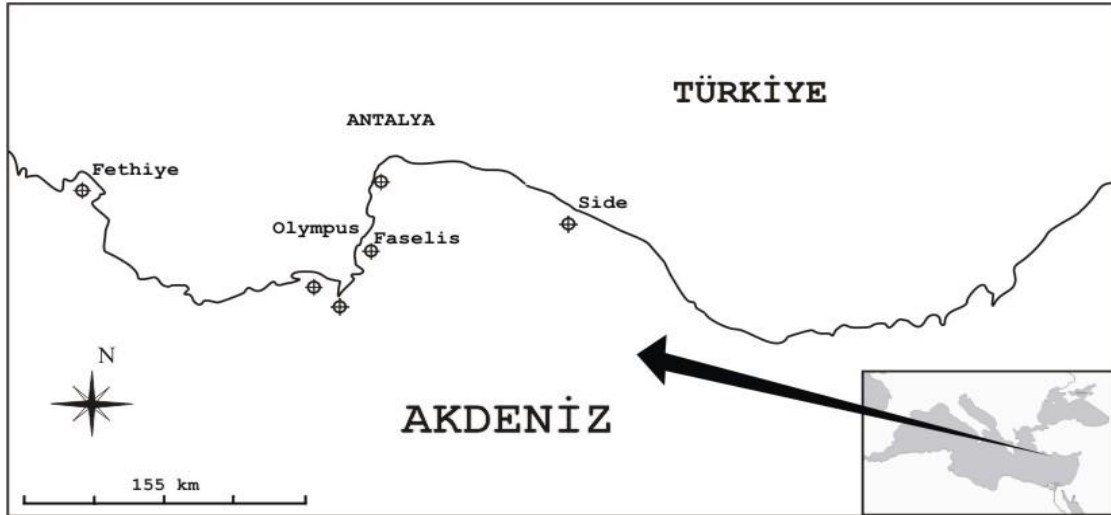 TÜRKİYE
ANTALYA
Fethiye
Side
Olympus
Faselis
N
AKDENİZ
155 km